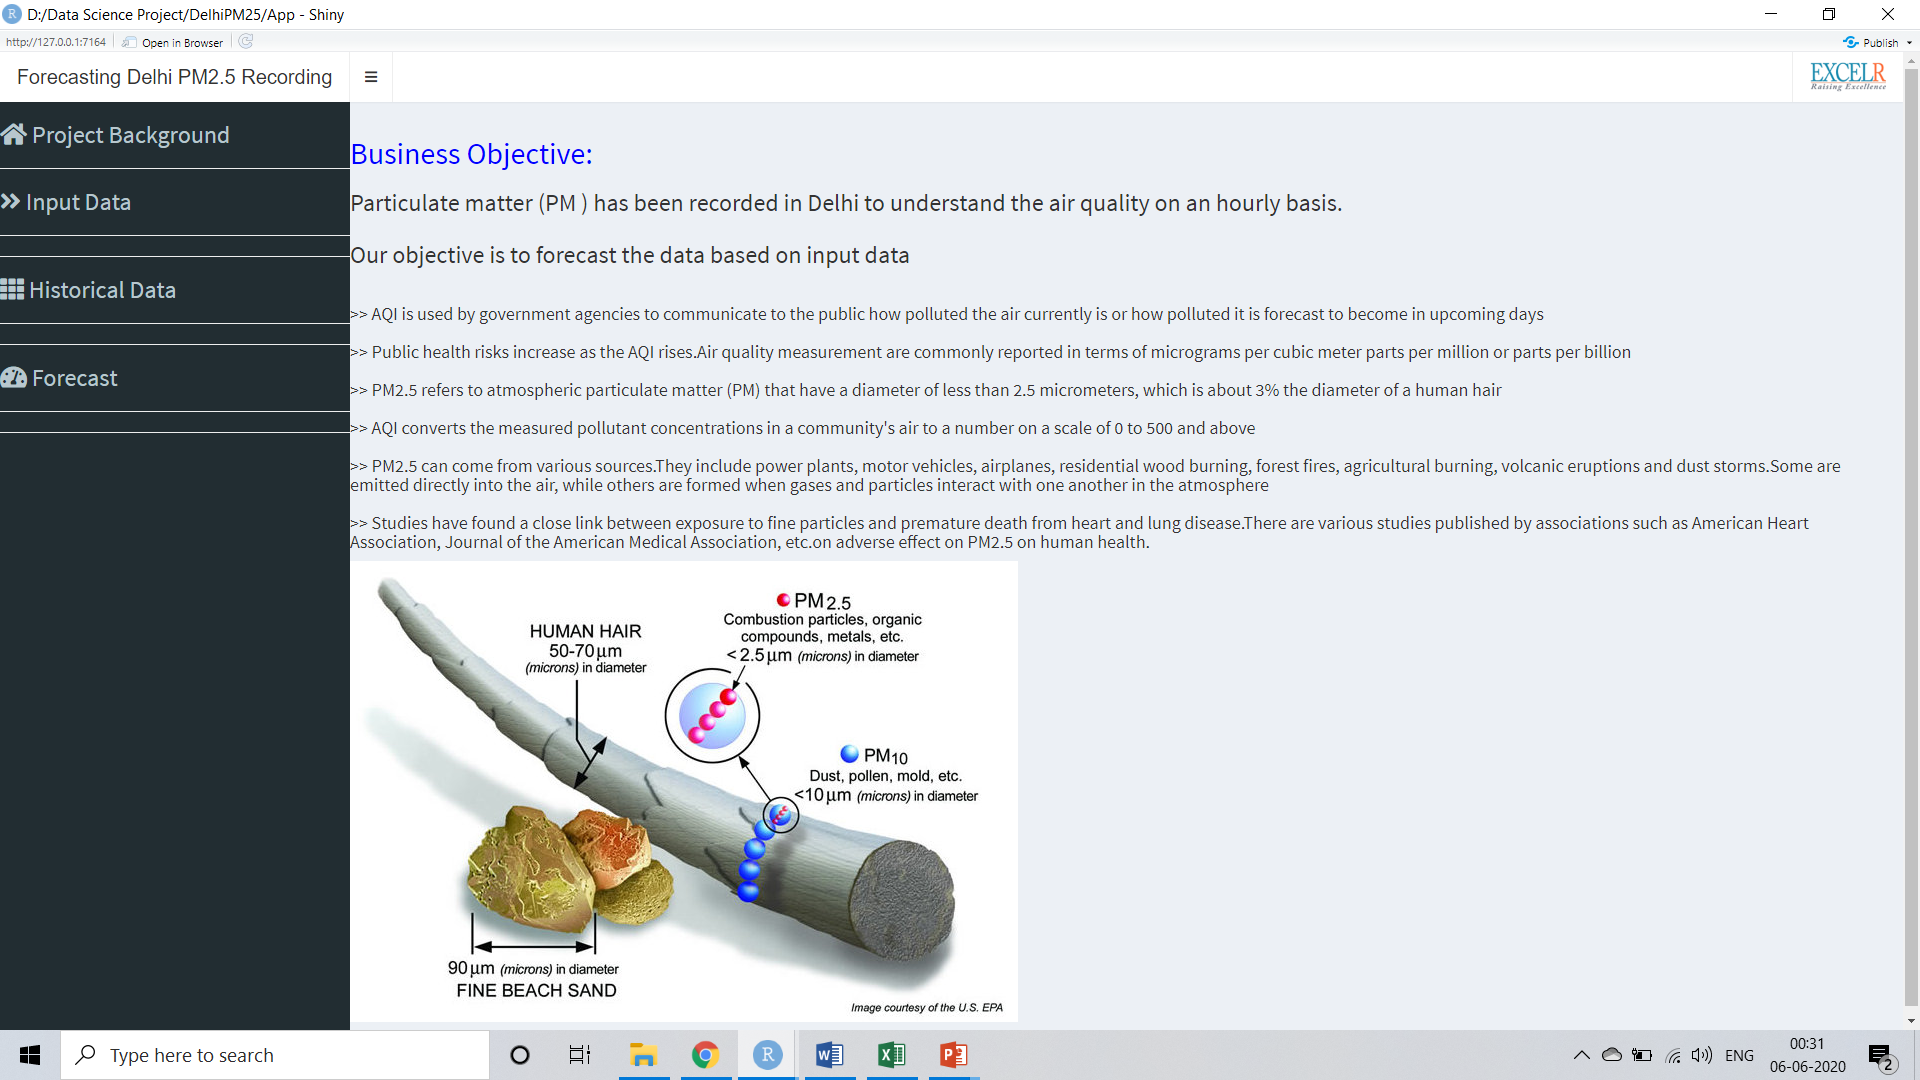 D:/Data Science Project/DelhiPM25/App - Shiny
http://127.0.0.1:7164
Open in Browser
Publish
Forecasting Delhi PM2.5 Recording
EXCELR
Raising Excellence
Project Background
Input Data
Historical Data
Forecast
Business Objective:
Particulate matter (PM ) has been recorded in Delhi to understand the air quality on an hourly basis.
Our objective is to forecast the data based on input data
>> AQI is used by government agencies to communicate to the public how polluted the air currently is or how polluted it is forecast to become in upcoming days
>> Public health risks increase as the AQI rises.Air quality measurement are commonly reported in terms of micrograms per cubic meter parts per million or parts per billion
>> PM2.5 refers to atmospheric particulate matter (PM) that have a diameter of less than 2.5 micrometers, which is about 3% the diameter of a human hair
>> AQI converts the measured pollutant concentrations in a community's air to a number on a scale of 0 to 500 and above
>> PM2.5 can come from various sources.They include power plants, motor vehicles, airplanes, residential wood burning, forest fires, agricultural burning, volcanic eruptions and dust storms.Some are
emitted directly into the air, while others are formed when gases and particles interact with one another in the atmosphere
>> Studies have found a close link between exposure to fine particles and premature death from heart and lung disease.There are various studies published by associations such as American Heart
Association, Journal of the American Medical Association, etc.on adverse effect on PM2.5 on human health.
HUMAN HAIR
50-70 µm
(microns) in diameter
PM 2.5
Combustion particles, organic
compounds, metals, etc.
< 2.5 µm (microns) in diameter
PM10
Dust, pollen, mold, etc.
<10 µm (microns) in diameter
90 µm (microns) in diameter
FINE BEACH SAND
Image courtesy of the U.S. EPA
Type here to search
ENG
00:31
06-06-2020
2